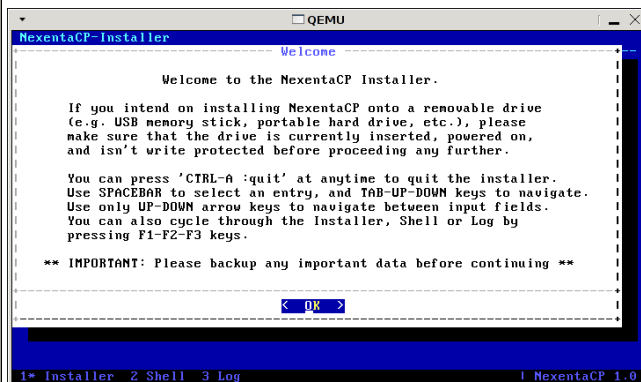 QEMU
NexentaCP-Installer
Welcome
Welcome to the NexentaCP Installer.
If you intend on installing NexentaCP onto a removable drive
(e.g. USB memory stick, portable hard drive, etc.), please
make sure that the drive is currently inserted, powered on,
and isn't write protected before proceeding any further.
You can press 'CTRL-A :quit' at anytime to quit the installer.
Use SPACEBAR to select an entry, and TAB-UP-DOWN keys to navigate.
Use only UP-DOWN arrow keys to navigate between input fields.
You can also cycle through the Installer, Shell or Log by
pressing F1-F2-F3 keys.
** IMPORTANT: Please backup any important data before continuing **
< OK >
1* Installer 2 Shell 3 Log | NexentaCP 1.0